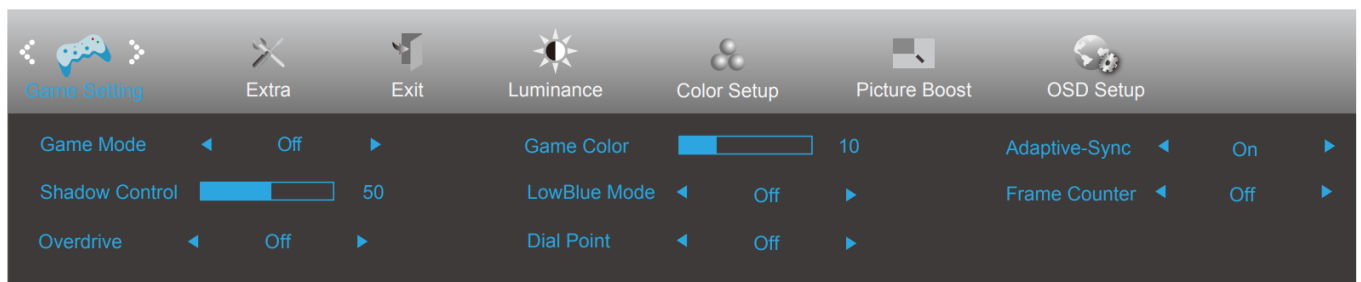 Game Setting Extra Exit Luminance Color Setup Picture Boost OSD Setup
Game Mode Off Game Color 10 Adaptive-Sync On
Shadow Control 50 LowBlue Mode Off Frame Counter Off
Overdrive Off Dial Point Off